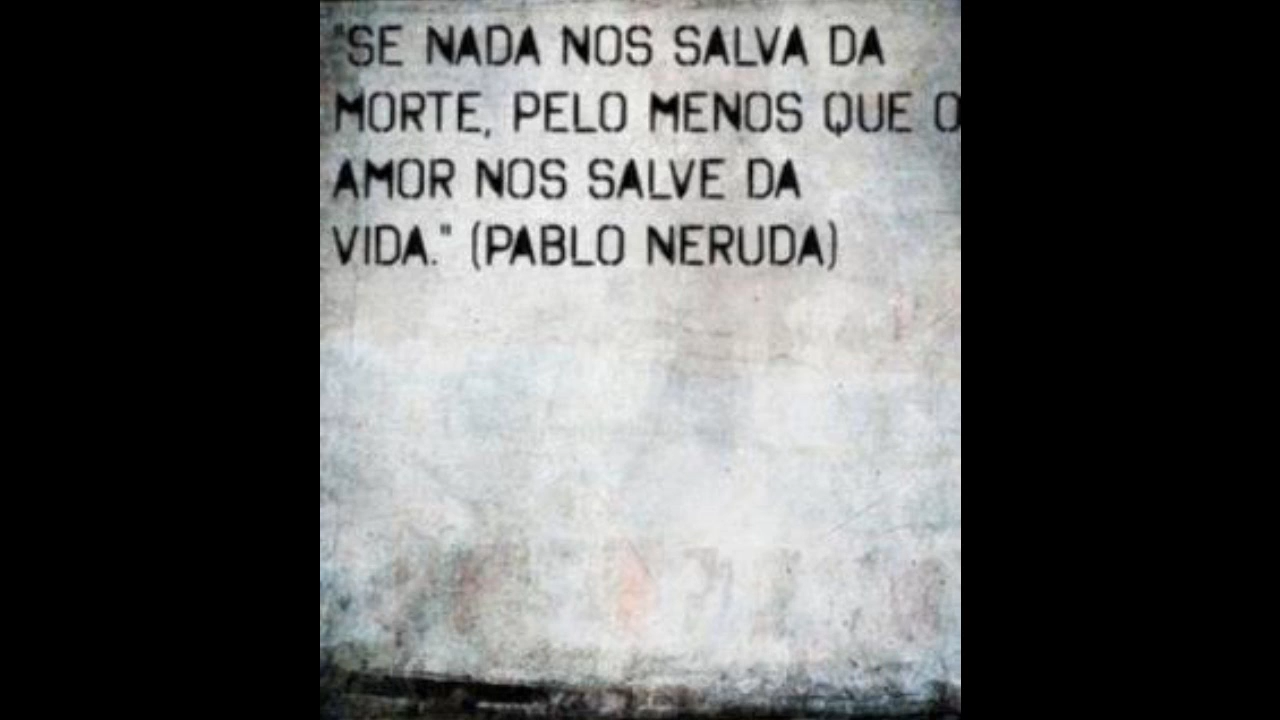 "SE NADA NOS SALVA DA
MORTE, PELO MENOS QUE O
AMOR NOS SALVE DA
VIDA." (PABLO NERUDA)